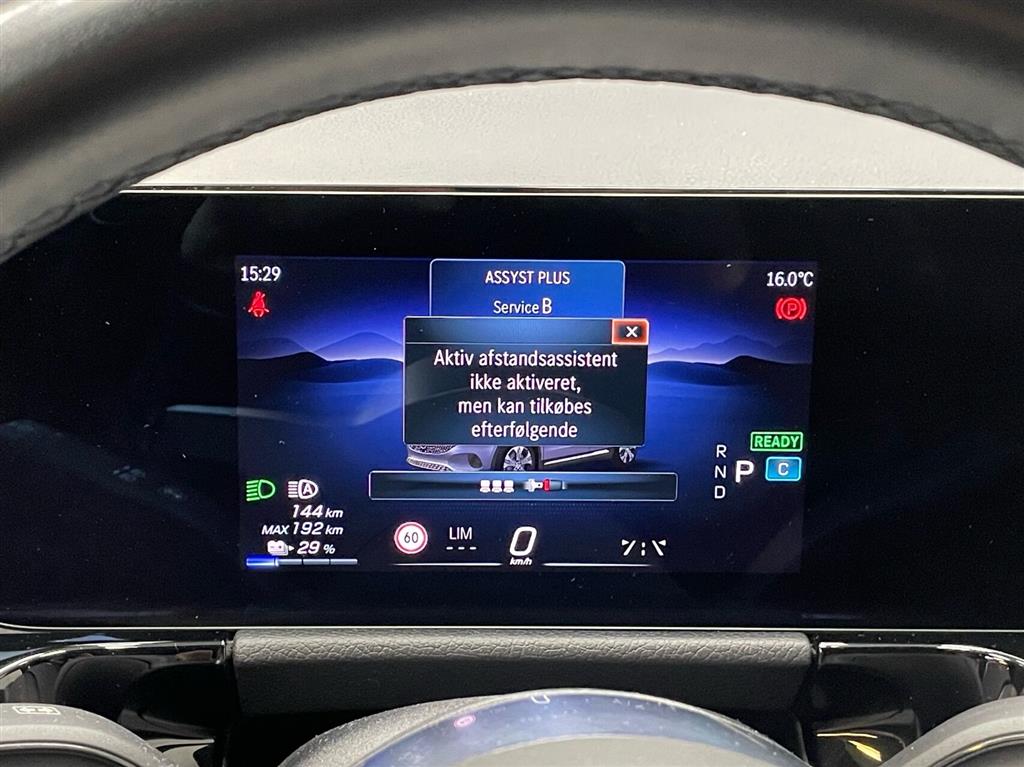 15:29
ASSYST PLUS
16.0°C
Service B
Aktiv afstandsassistent
ikke aktiveret,
men kan tilkøbes
efterfølgende
READY
R
N P C
D
144 km
MAX 192 km
29 %
60
LIM
---
0
km/h